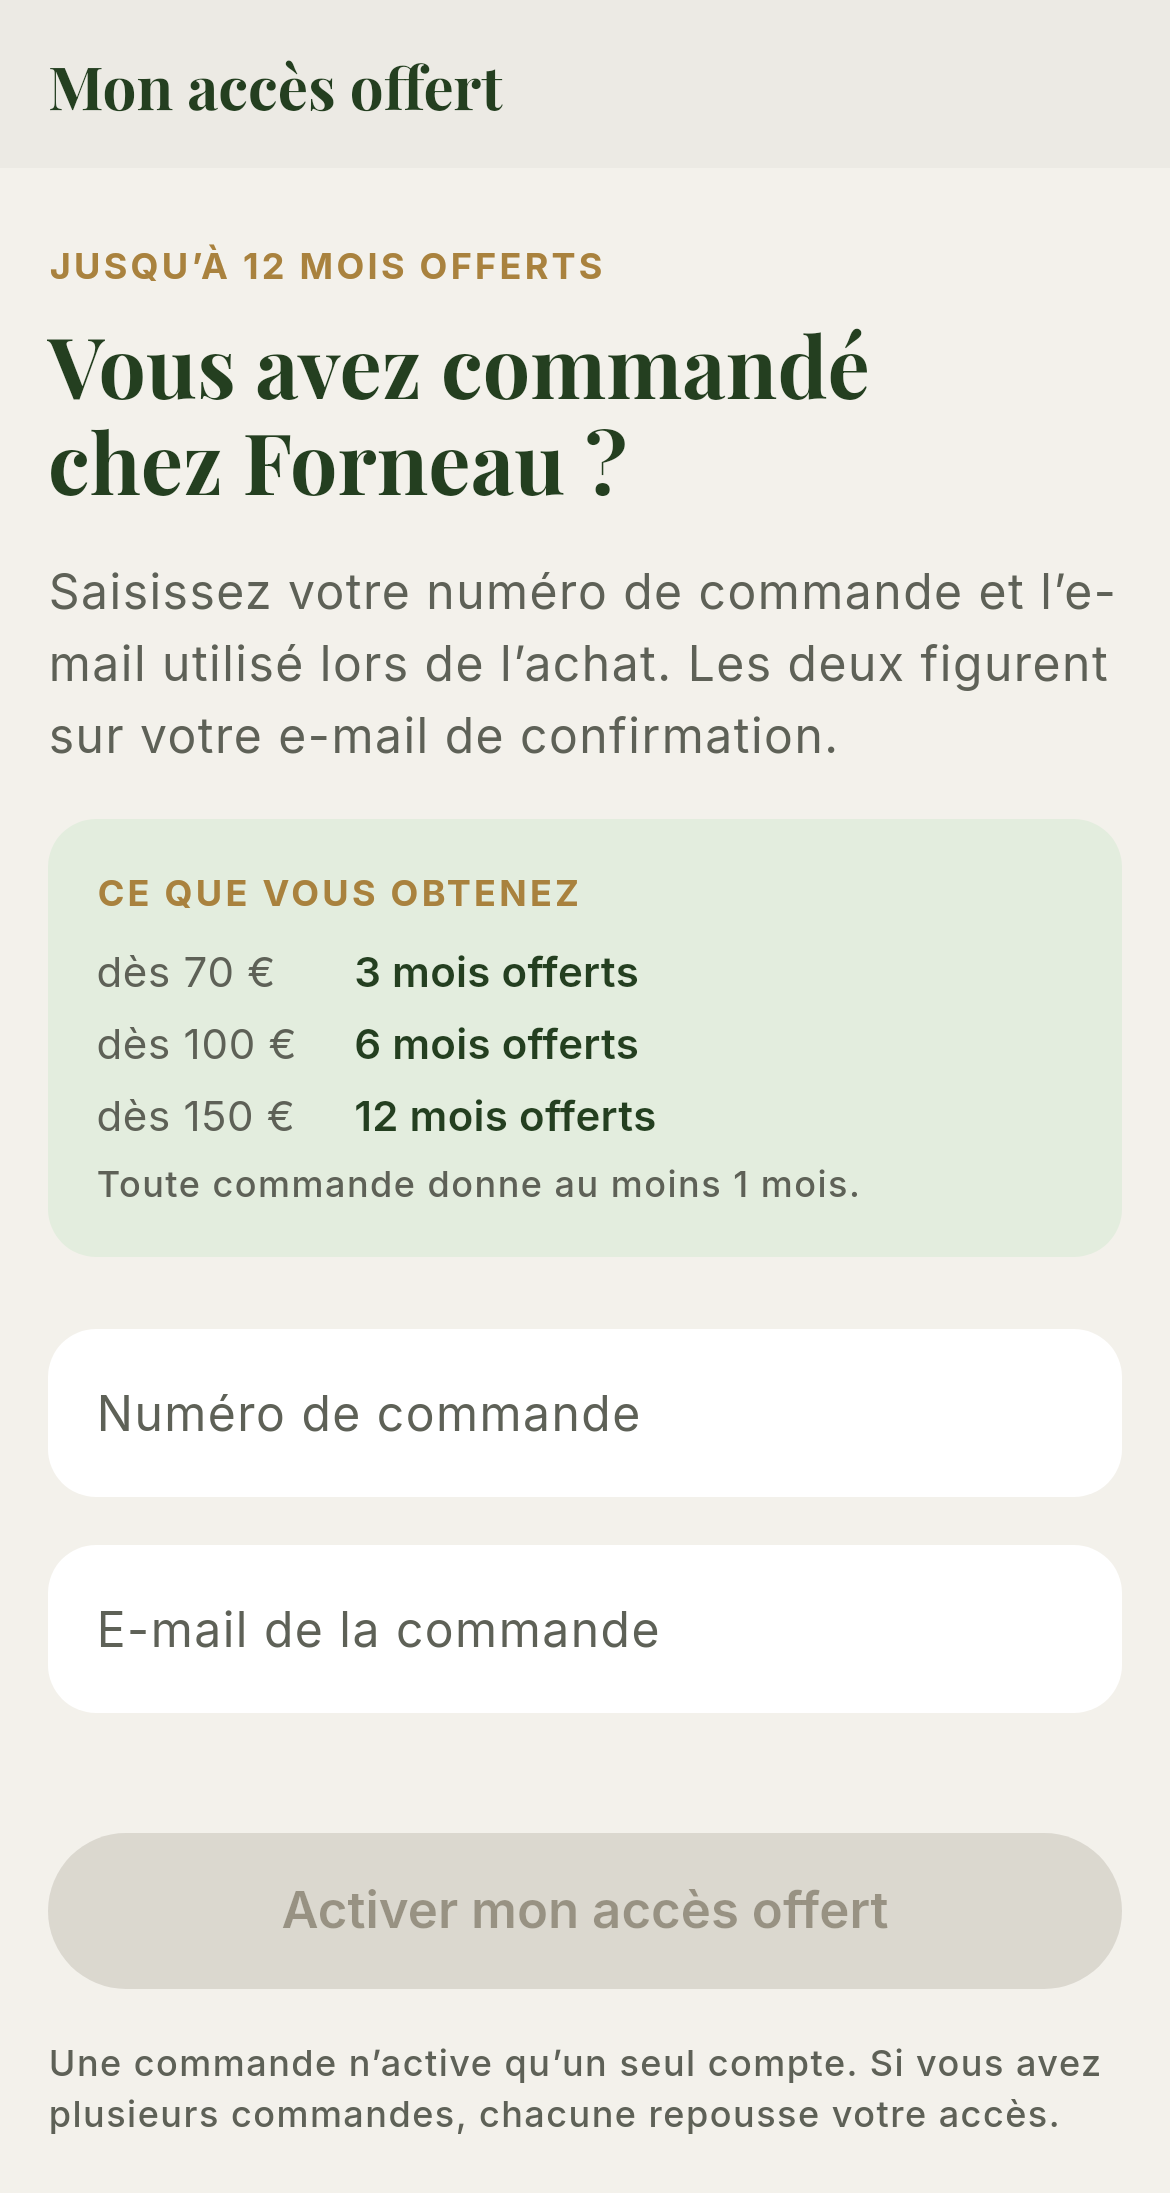 Mon accès offert
JUSQU’À 12 MOIS OFFERTS
Vous avez commandé
chez Forneau ?
Saisissez votre numéro de commande et l’e-
mail utilisé lors de l’achat. Les deux figurent
sur votre e-mail de confirmation.
CE QUE VOUS OBTENEZ
dès 70 € 3 mois offerts
dès 100 € 6 mois offerts
dès 150 € 12 mois offerts
Toute commande donne au moins 1 mois.
Numéro de commande
E-mail de la commande
Activer mon accès offert
Une commande n’active qu’un seul compte. Si vous avez
plusieurs commandes, chacune repousse votre accès.